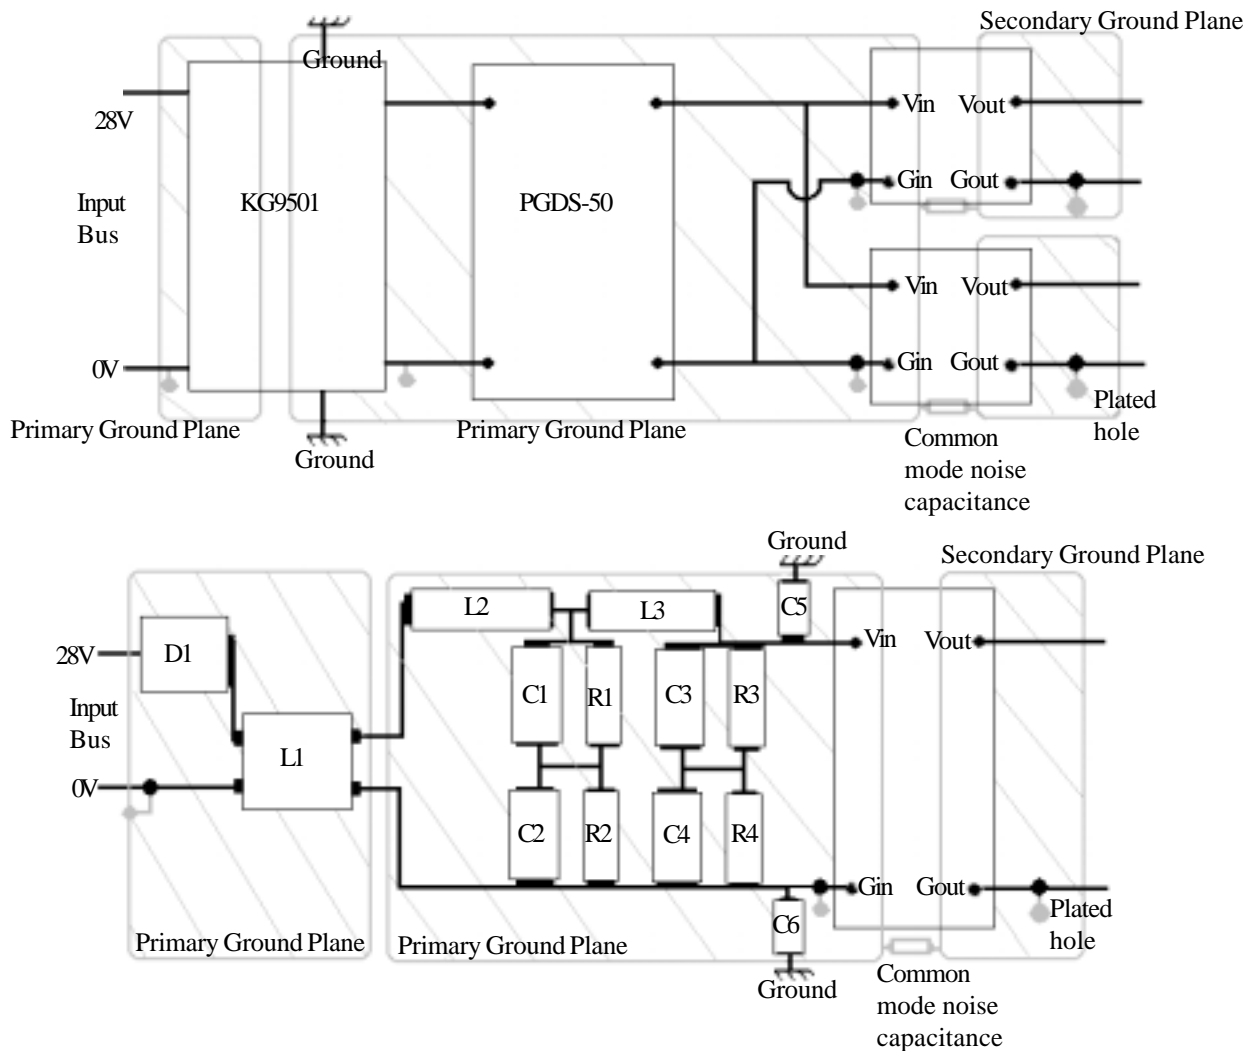 Secondary Ground Plane
Ground
28V
Vin
Vout
Input
Bus
KG9501
PGDS-50
Gin
Gout
Vin
Vout
0V
Gin
Gout
Primary Ground Plane
Primary Ground Plane
Plated
hole
Ground
Common
mode noise
capacitance
Ground
Secondary Ground Plane
L2
L3
C5
28V
D1
Vin
Vout
Input
Bus
C1
R1
C3
R3
L1
0V
C2
R2
C4
R4
Gin
Gout
C6
Plated
hole
Primary Ground Plane
Primary Ground Plane
Ground
Common
mode noise
capacitance